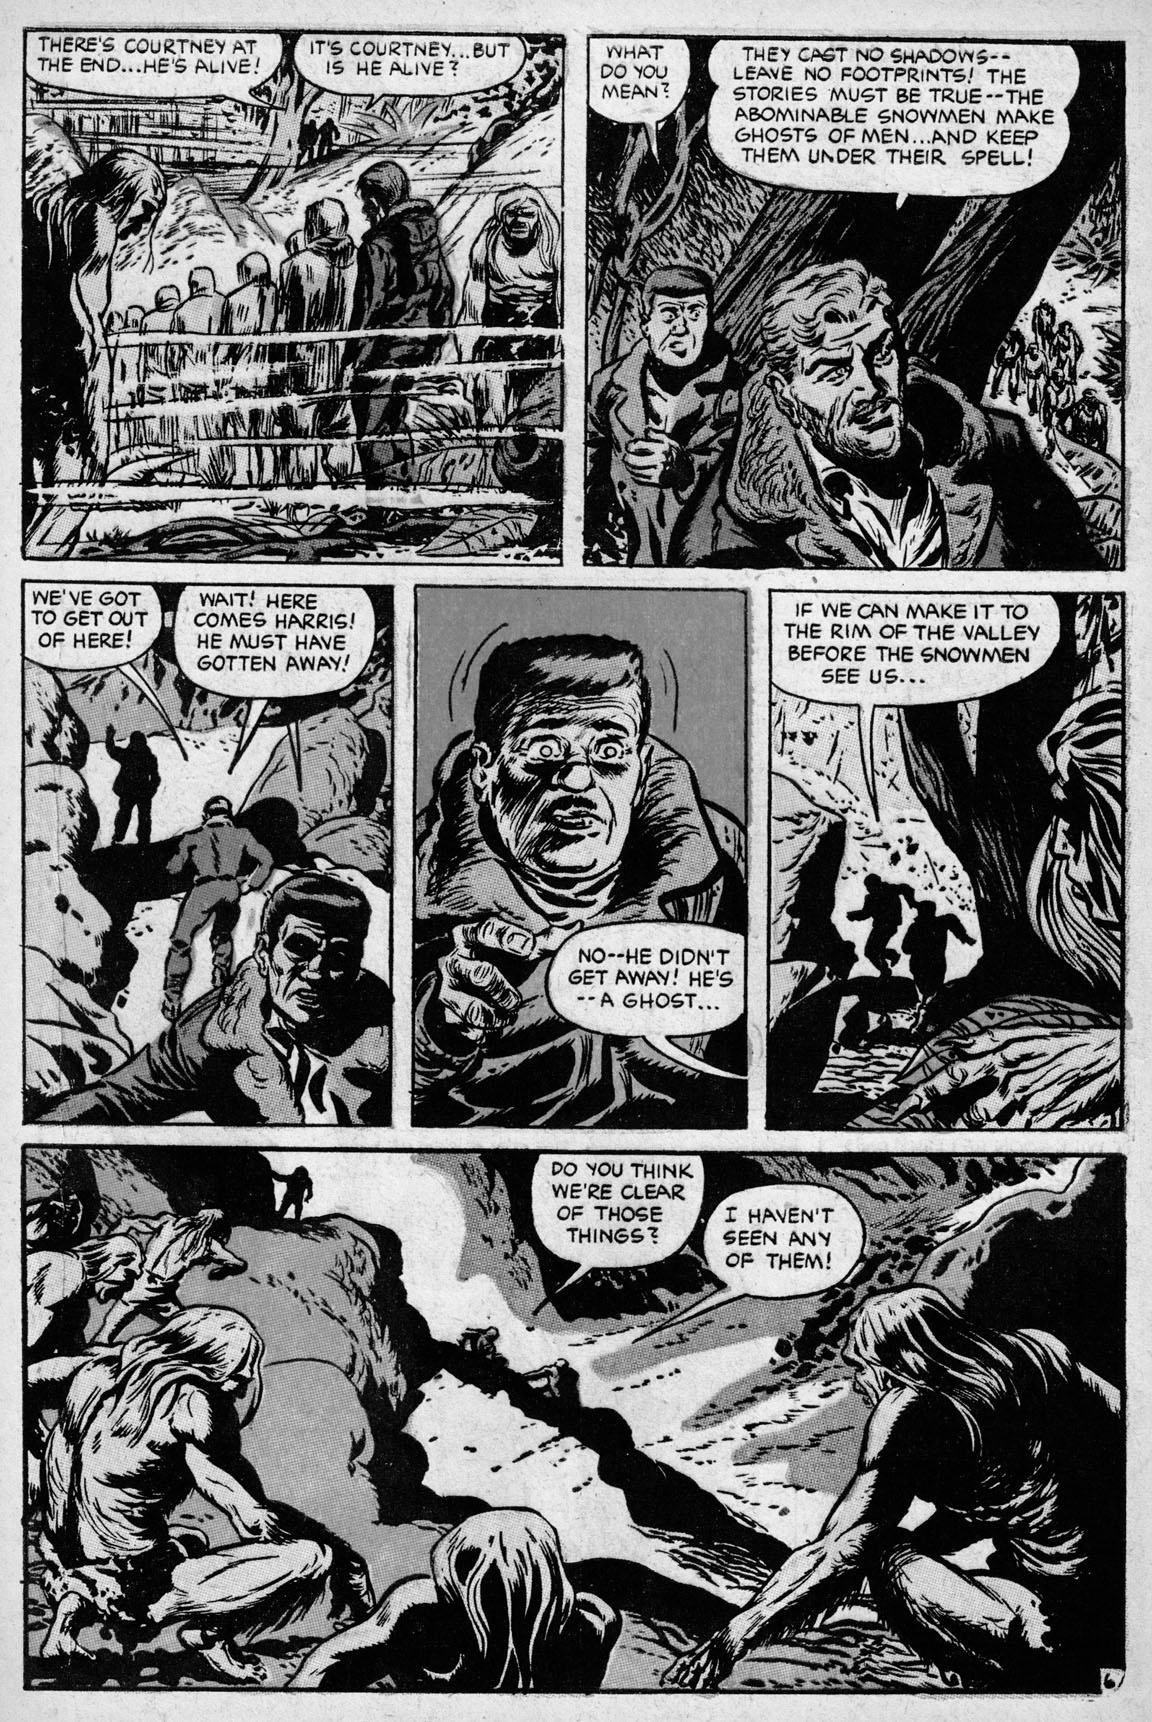 THERE'S COURTNEY AT
THE END...HE'S ALIVE!
IT'S COURTNEY...BUT
IS HE ALIVE?
WHAT
DO YOU
MEAN?
THEY CAST NO SHADOWS--
LEAVE NO FOOTPRINTS! THE
STORIES MUST BE TRUE--THE
ABOMINABLE SNOWMEN MAKE
GHOSTS OF MEN...AND KEEP
THEM UNDER THEIR SPELL!
WE'VE GOT
TO GET OUT
OF HERE!
WAIT! HERE
COMES HARRIS!
HE MUST HAVE
GOTTEN AWAY!
NO--HE DIDN'T
GET AWAY! HE'S
--A GHOST...
IF WE CAN MAKE IT TO
THE RIM OF THE VALLEY
BEFORE THE SNOWMEN
SEE US...
DO YOU THINK
WE'RE CLEAR
OF THOSE
THINGS?
I HAVEN'T
SEEN ANY
OF THEM!
6